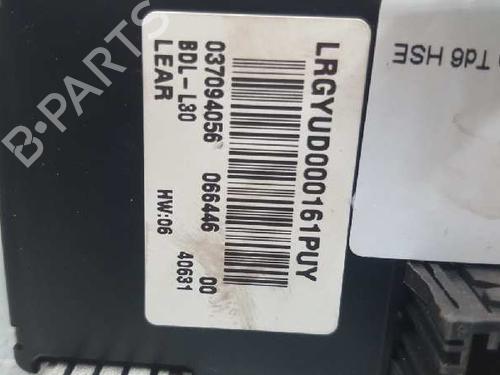 LRGYUD000161PUY
037094056 066446 00
BDL-L30 40631
LEAR HW:06
Td6 HSE
B-PARTS